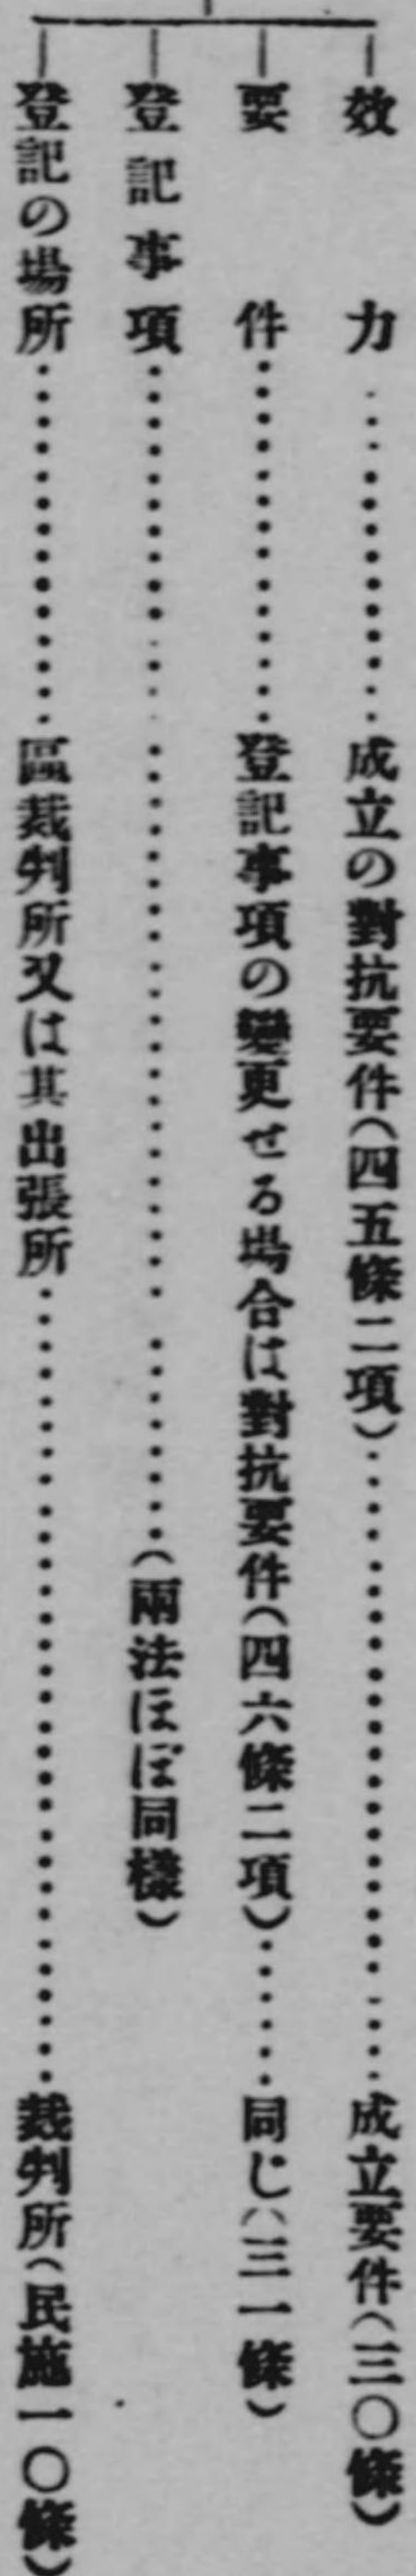 效力…………成立の對抗要件(四五條二項)…………成立要件(三〇條)
要件…………登記事項の變更せる場合は對抗要件(四六條二項)……同じ(三一條)
登記事項…………(兩法ほぼ同樣)
登記の場所…………區裁判所又は其出張所…………裁判所(民施一〇條)